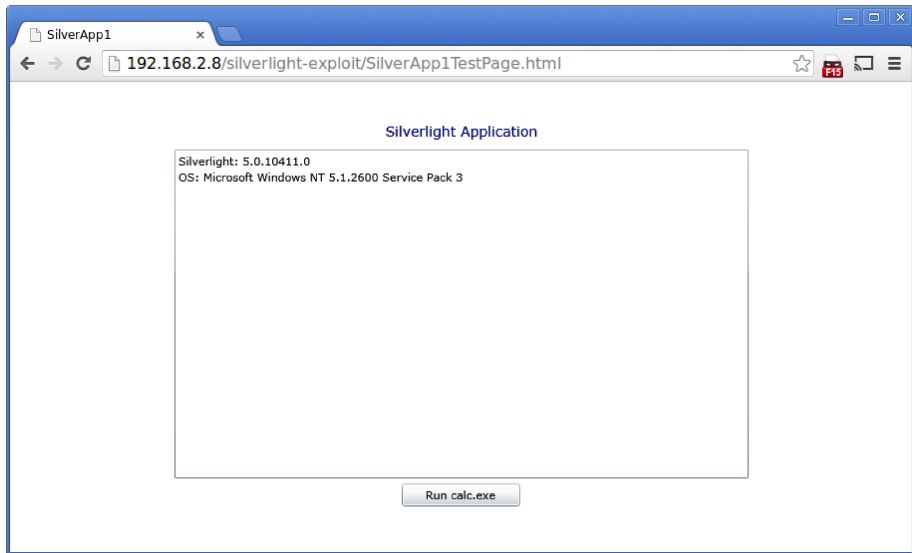 SilverApp1
192.168.2.8/silverlight-exploit/SilverApp1TestPage.html
F15
Silverlight Application
Silverlight: 5.0.10411.0
OS: Microsoft Windows NT 5.1.2600 Service Pack 3
Run calc.exe